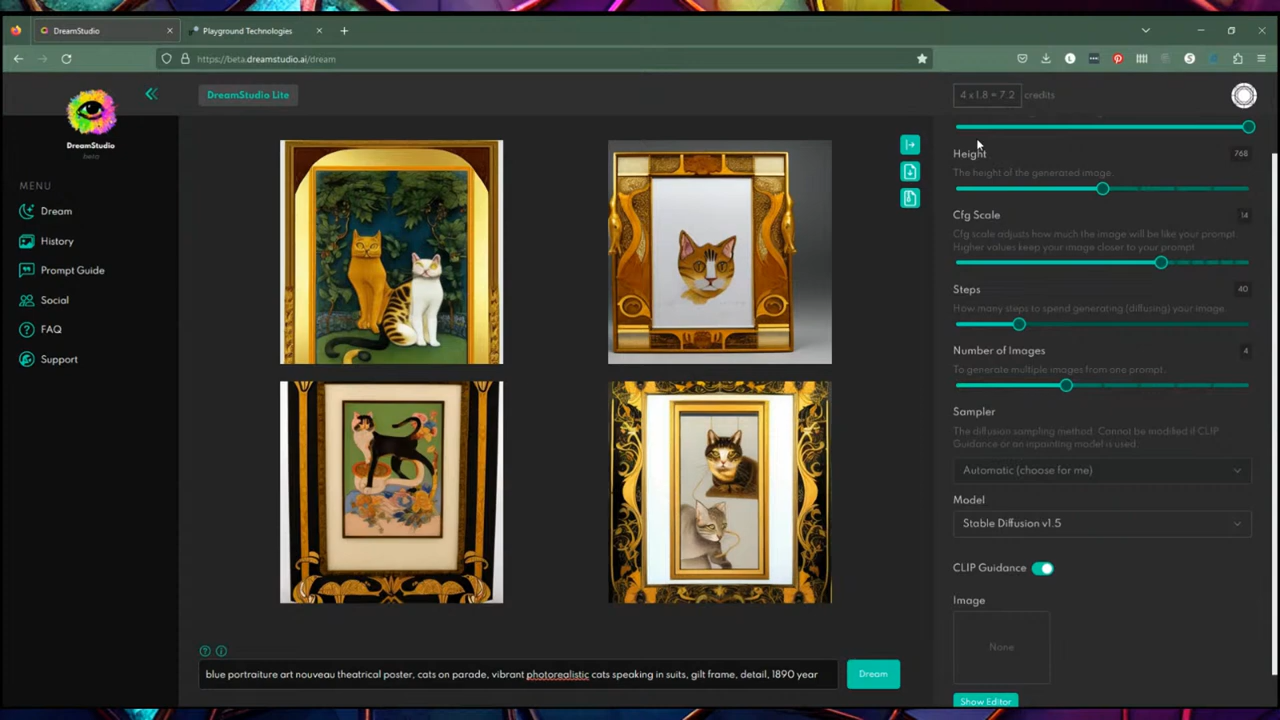 DreamStudio
Playground Technologies
https://beta.dreamstudio.ai/dream
DreamStudio
beta
DreamStudio Lite
4 x 1.8 = 7.2 credits
MENU
Dream
History
Prompt Guide
Social
FAQ
Support
Height 768
The height of the generated image.
Cfg Scale 14
Cfg scale adjusts how much the image will be like your prompt.
Higher values keep your image closer to your prompt.
Steps 40
How many steps to spend generating (diffusing) your image.
Number of Images 4
To generate multiple images from one prompt.
Sampler
The diffusion sampling method. Cannot be modified if CLIP
Guidance or an inpainting model is used.
Automatic (choose for me)
Model
Stable Diffusion v1.5
CLIP Guidance
Image
None
Show Editor
blue portraiture art nouveau theatrical poster, cats on parade, vibrant photorealistic cats speaking in suits, gilt frame, detail, 1890 year
Dream